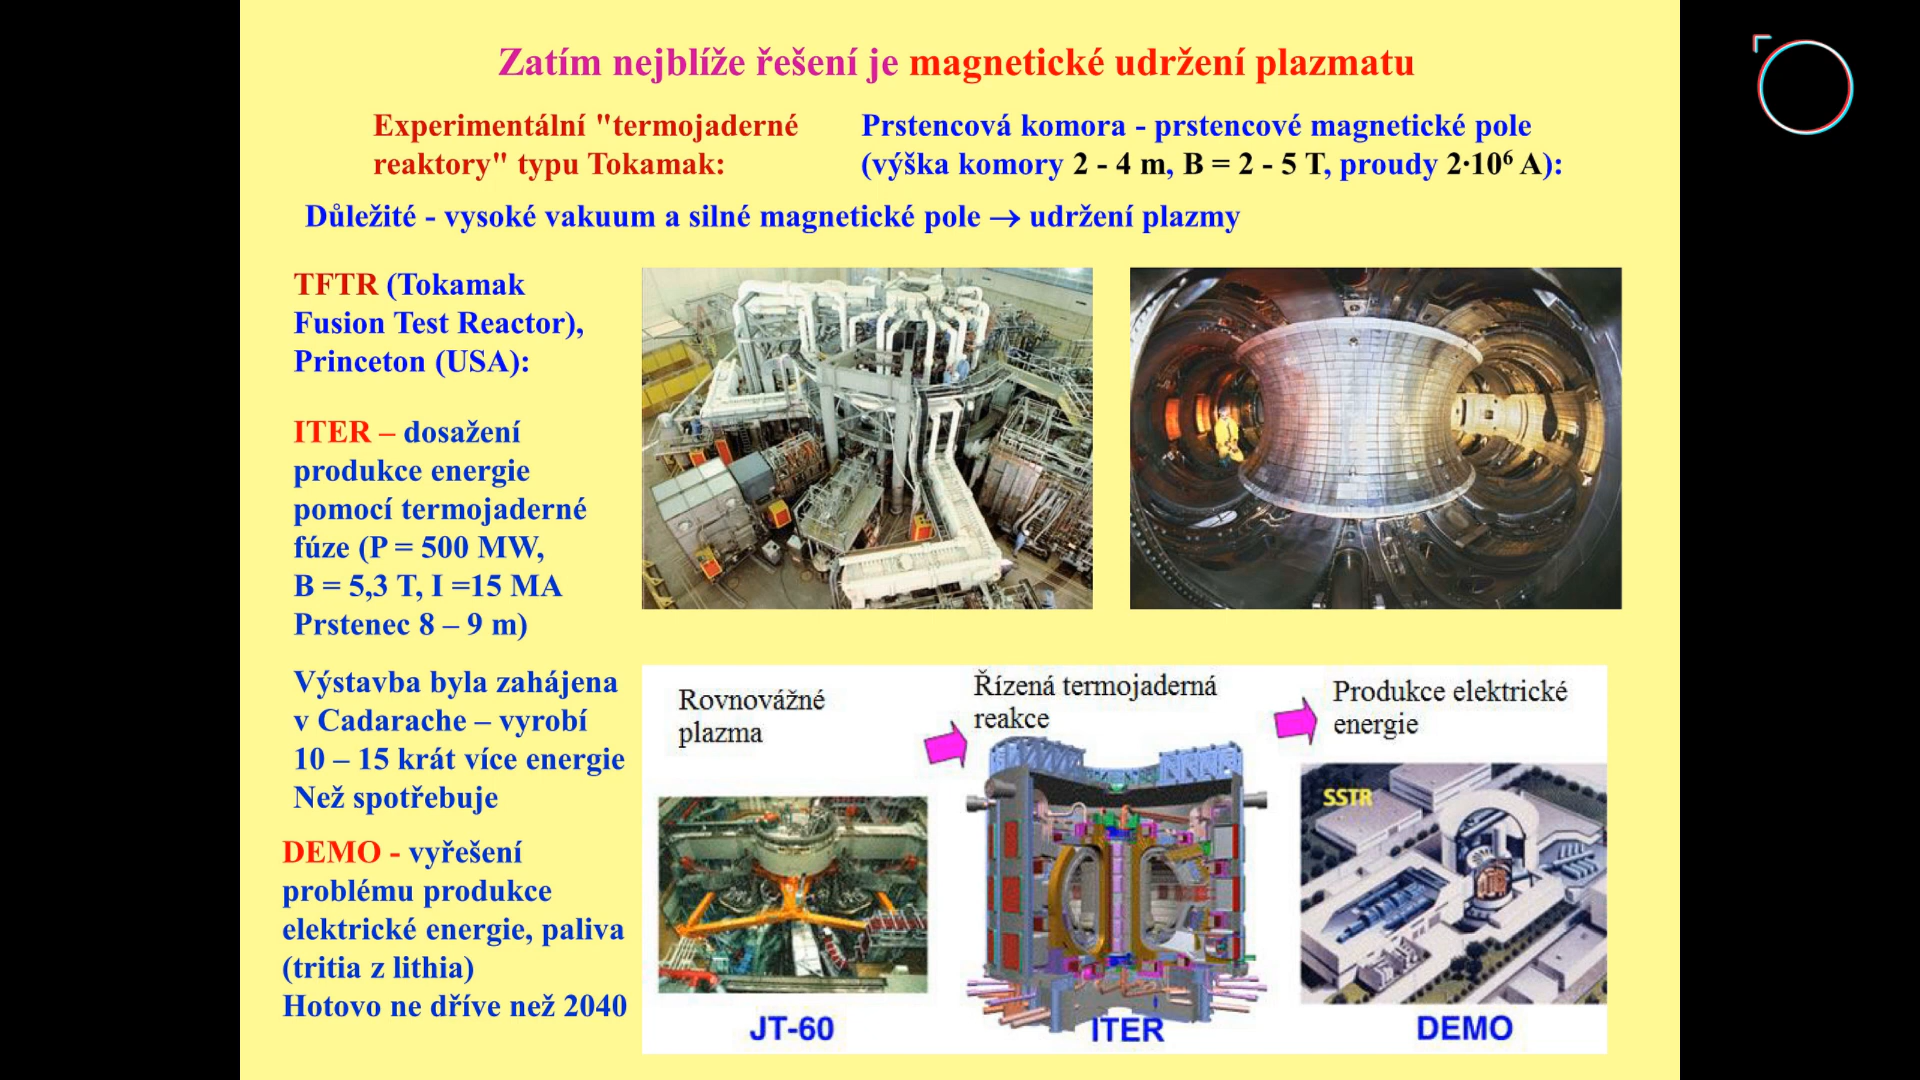 Zatím nejblíže řešení je magnetické udržení plazmatu
Experimentální "termojaderné
reaktory" typu Tokamak:
Prstencová komora - prstencové magnetické pole
(výška komory 2 - 4 m, B = 2 - 5 T, proudy 2·10⁶ A):
Důležité - vysoké vakuum a silné magnetické pole → udržení plazmy
TFTR (Tokamak
Fusion Test Reactor),
Princeton (USA):
ITER – dosažení
produkce energie
pomocí termojaderné
fúze (P = 500 MW,
B = 5,3 T, I =15 MA
Prstenec 8 – 9 m)
Výstavba byla zahájena
v Cadarache – vyrobí
10 – 15 krát více energie
Než spotřebuje
DEMO - vyřešení
problému produkce
elektrické energie, paliva
(tritia z lithia)
Hotovo ne dříve než 2040
Rovnovážné
plazma
Řízená termojaderná
reakce
Produkce elektrické
energie
SSTR
JT-60
ITER
DEMO